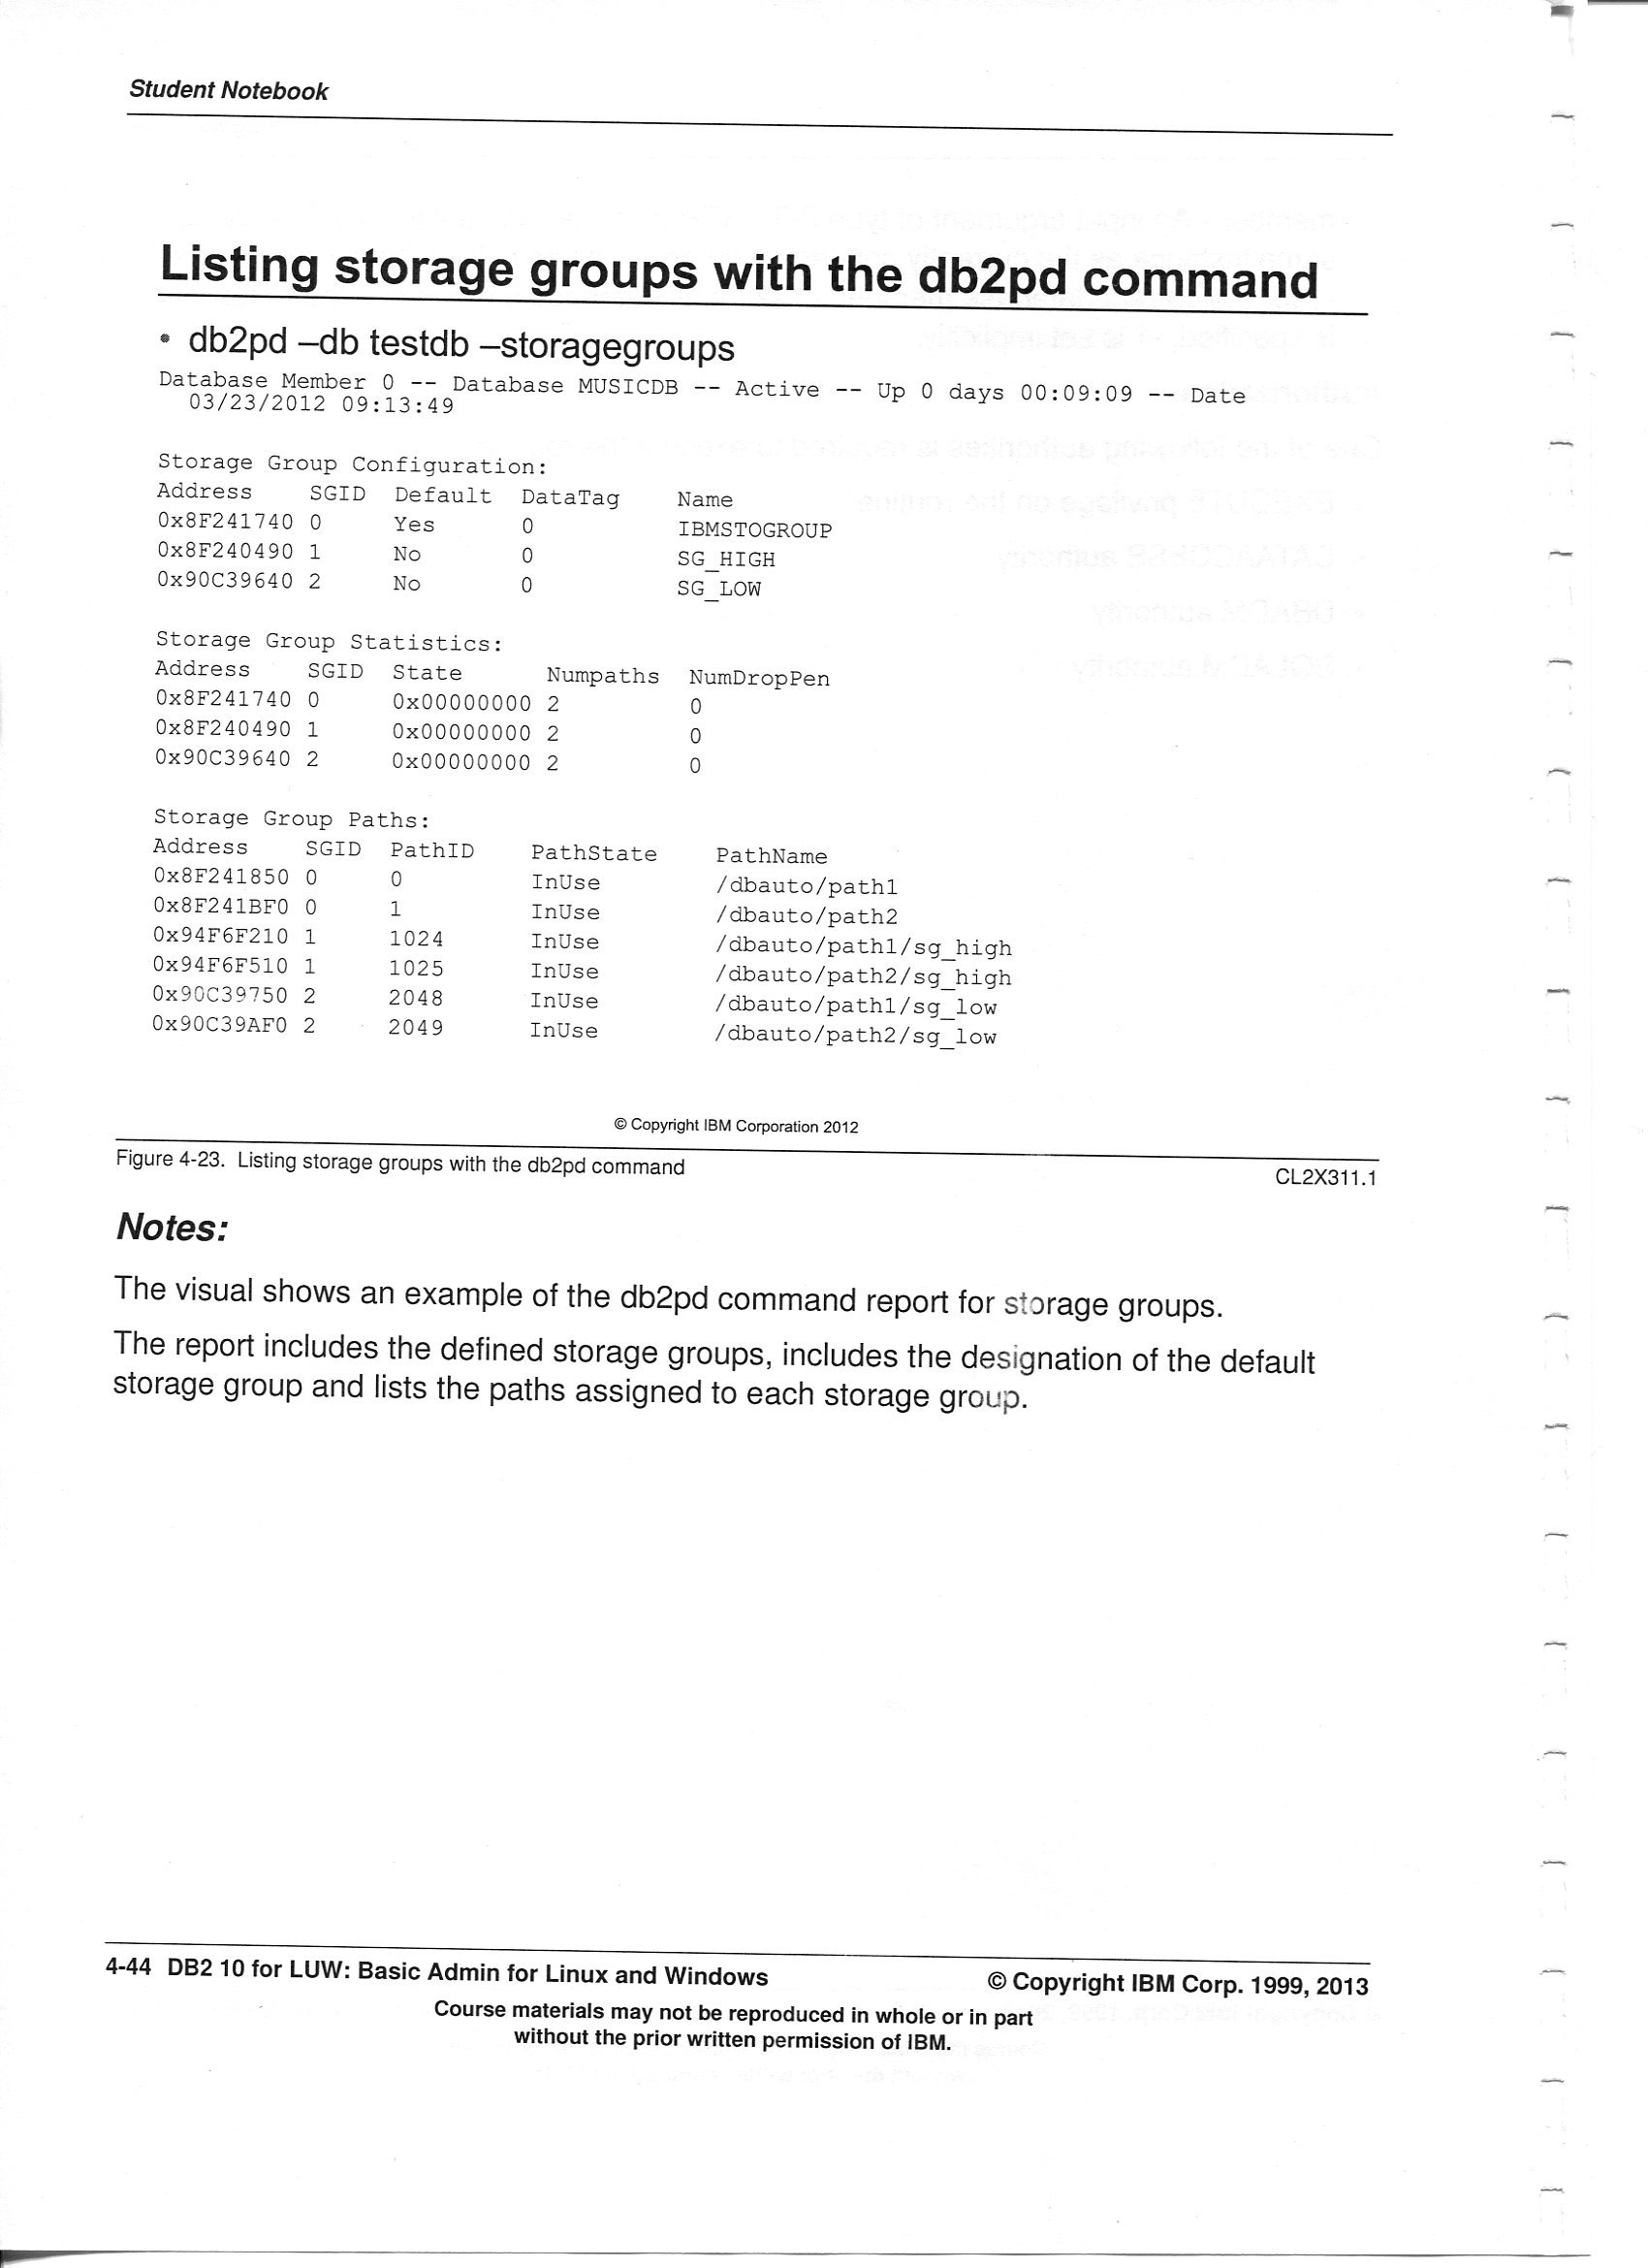 Student Notebook
Listing storage groups with the db2pd command
• db2pd –db testdb –storagegroups
Database Member 0 -- Database MUSICDB -- Active -- Up 0 days 00:09:09 -- Date
03/23/2012 09:13:49
Storage Group Configuration:
Address SGID Default DataTag Name
0x8F241740 0 Yes 0 IBMSTOGROUP
0x8F240490 1 No 0 SG_HIGH
0x90C39640 2 No 0 SG_LOW
Storage Group Statistics:
Address SGID State Numpaths NumDropPen
0x8F241740 0 0x00000000 2 0
0x8F240490 1 0x00000000 2 0
0x90C39640 2 0x00000000 2 0
Storage Group Paths:
Address SGID PathID PathState PathName
0x8F241850 0 0 InUse /dbauto/path1
0x8F241BF0 0 1 InUse /dbauto/path2
0x94F6F210 1 1024 InUse /dbauto/path1/sg_high
0x94F6F510 1 1025 InUse /dbauto/path2/sg_high
0x90C39750 2 2048 InUse /dbauto/path1/sg_low
0x90C39AF0 2 2049 InUse /dbauto/path2/sg_low
© Copyright IBM Corporation 2012
Figure 4-23. Listing storage groups with the db2pd command CL2X311.1
Notes:
The visual shows an example of the db2pd command report for storage groups.
The report includes the defined storage groups, includes the designation of the default
storage group and lists the paths assigned to each storage group.
4-44 DB2 10 for LUW: Basic Admin for Linux and Windows © Copyright IBM Corp. 1999, 2013
Course materials may not be reproduced in whole or in part
without the prior written permission of IBM.